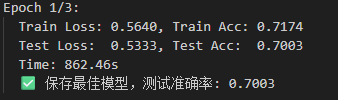 Epoch 1/3:
Train Loss: 0.5640, Train Acc: 0.7174
Test Loss:  0.5333, Test Acc:  0.7003
Time: 862.46s
✅ 保存最佳模型，测试准确率: 0.7003